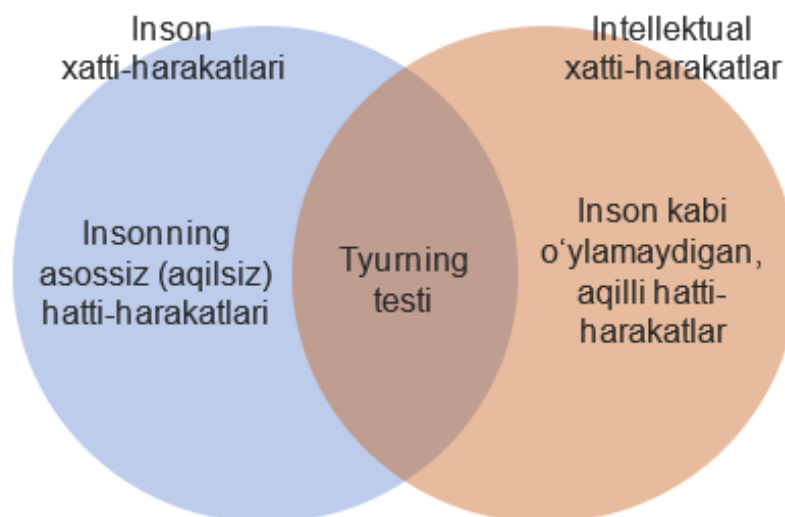 Inson
xatti-harakatlari
Intellektual
xatti-harakatlar
Insonning
asossiz (aqilsiz)
hatti-harakatlari
Tyurning
testi
Inson kabi
o‘ylamaydigan,
aqilli hatti-
harakatlar